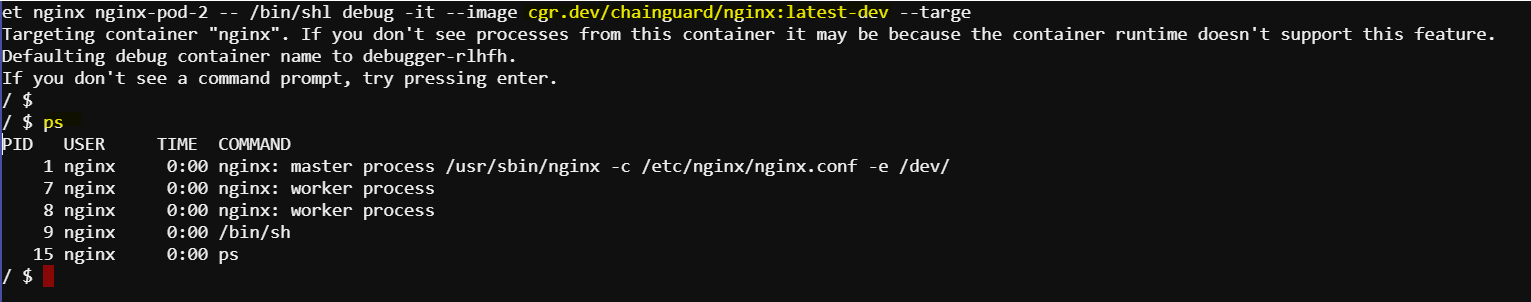 et nginx nginx-pod-2 -- /bin/shl debug -it --image cgr.dev/chainguard/nginx:latest-dev --targe
Targeting container "nginx". If you don't see processes from this container it may be because the container runtime doesn't support this feature.
Defaulting debug container name to debugger-rlhfh.
If you don't see a command prompt, try pressing enter.
/ $
/ $ ps
PID   USER     TIME  COMMAND
    1 nginx     0:00 nginx: master process /usr/sbin/nginx -c /etc/nginx/nginx.conf -e /dev/
    7 nginx     0:00 nginx: worker process
    8 nginx     0:00 nginx: worker process
    9 nginx     0:00 /bin/sh
   15 nginx     0:00 ps
/ $